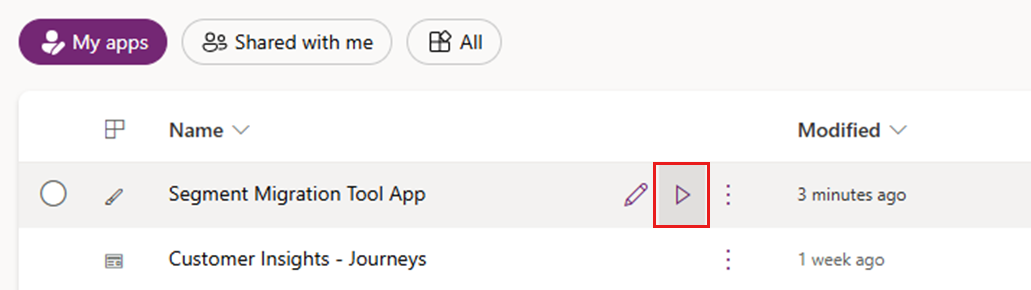 My apps Shared with me All
Name Modified
Segment Migration Tool App 3 minutes ago
Customer Insights - Journeys 1 week ago